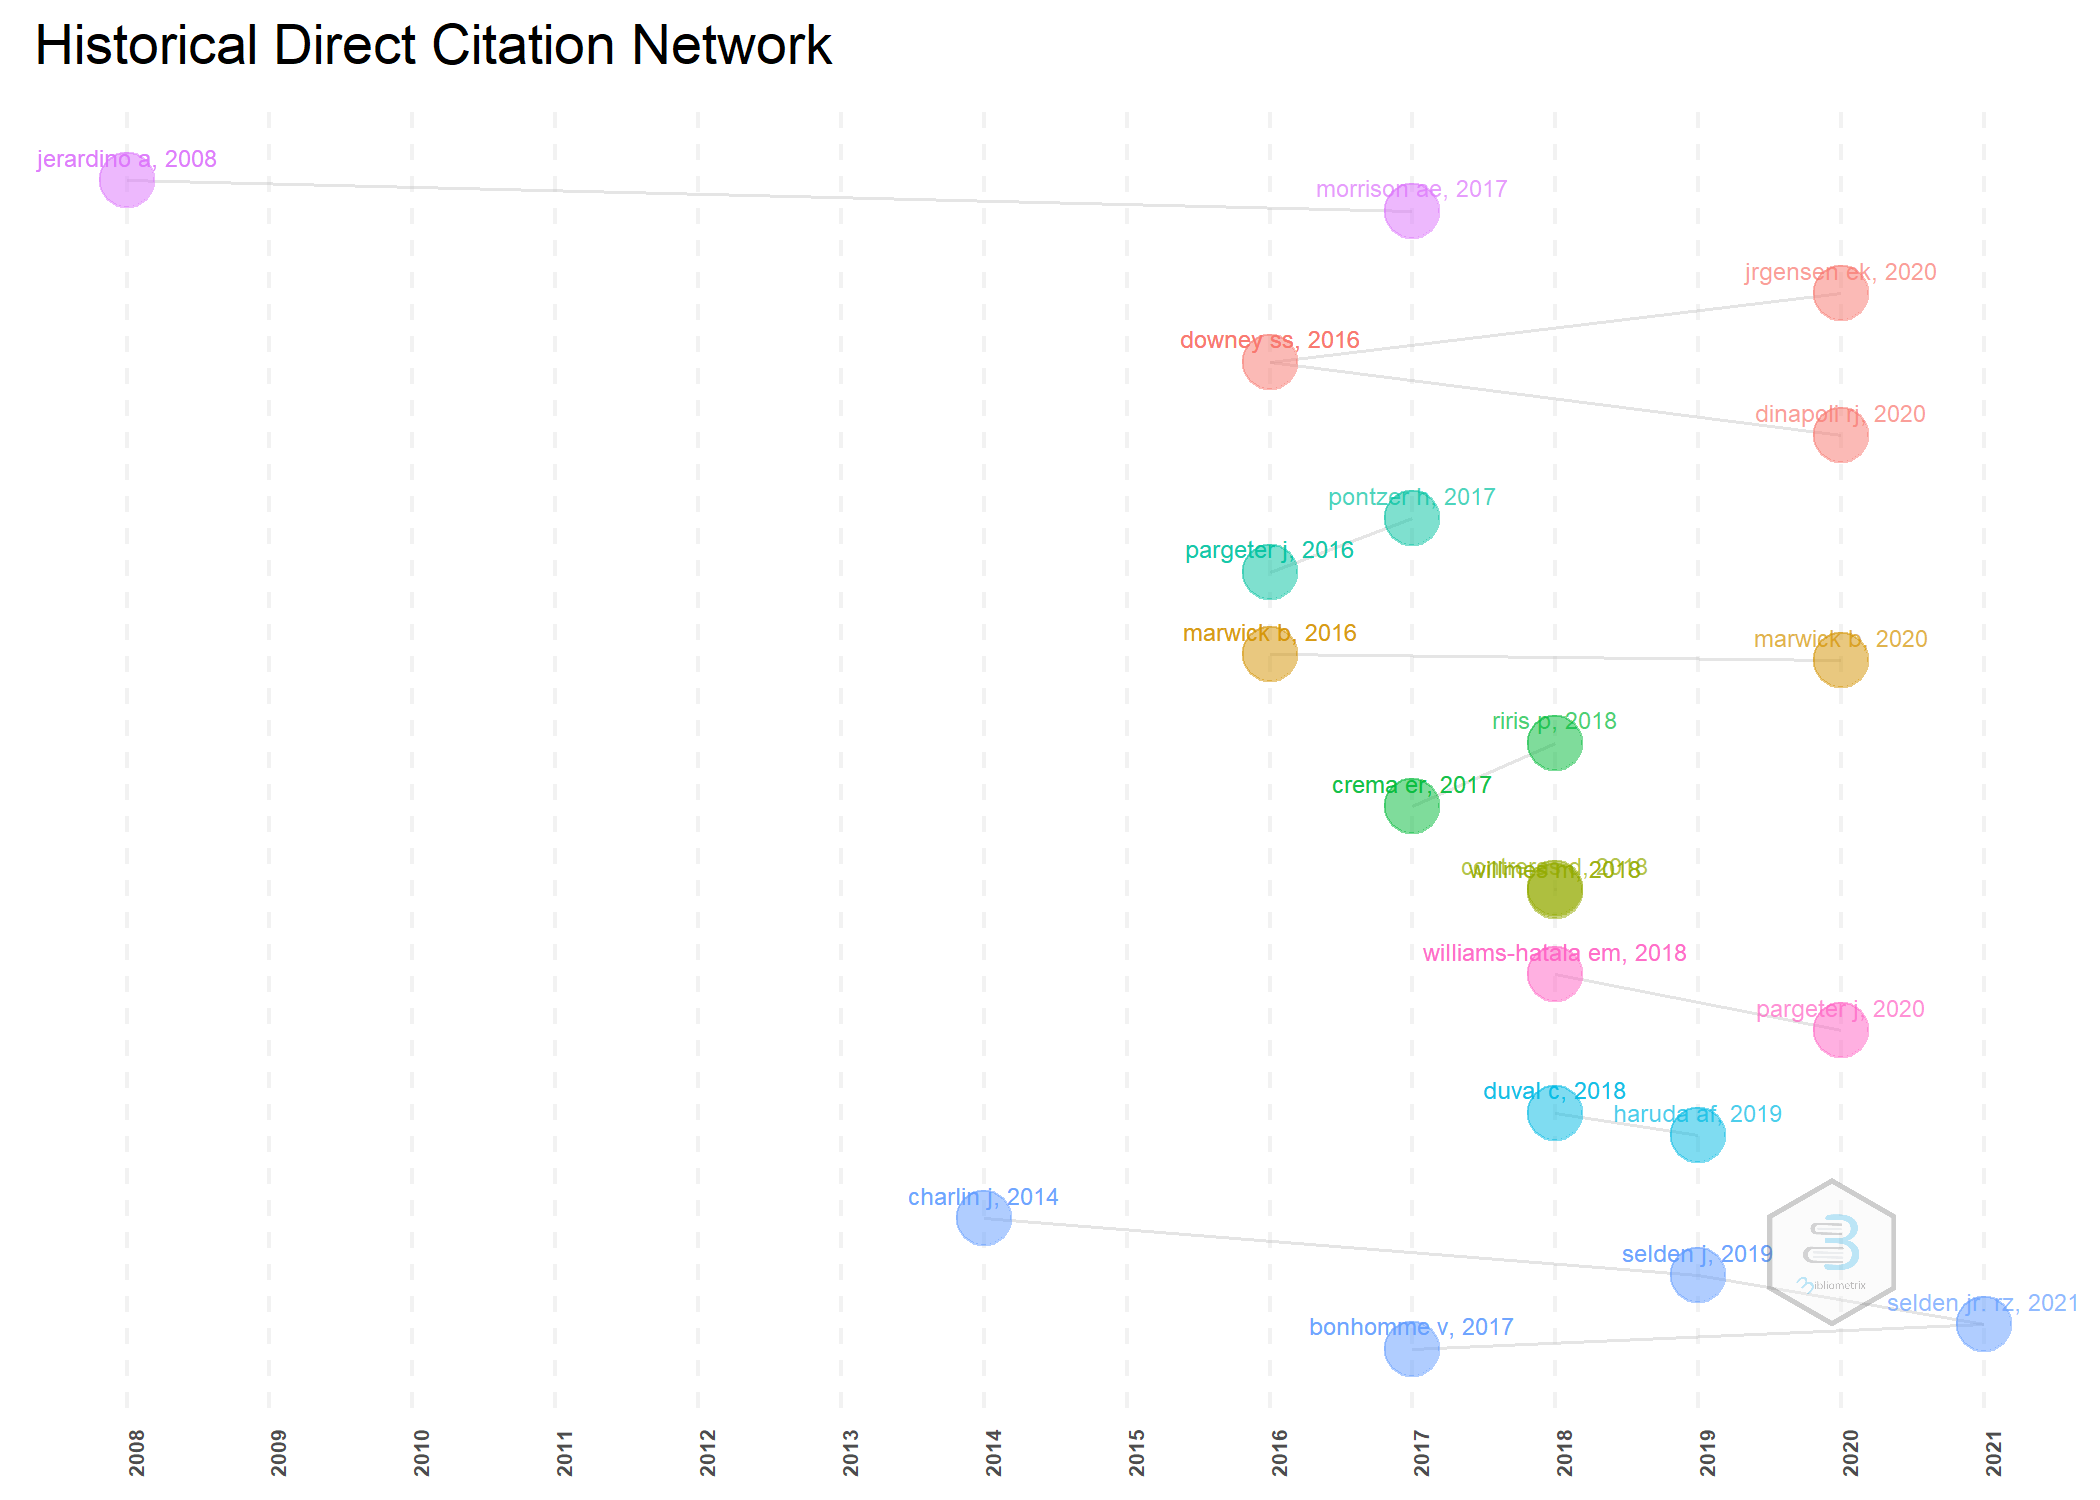 Historical Direct Citation Network
jerardino a, 2008
morrison ae, 2017
jrgensen ek, 2020
downey ss, 2016
dinapoli rj, 2020
pontzer h, 2017
pargeter j, 2016
marwick b, 2016
marwick b, 2020
riris p, 2018
crema er, 2017
contreras d, 2018
willmes m, 2018
williams-hatala em, 2018
pargeter j, 2020
duval c, 2018
haruda af, 2019
charlin j, 2014
selden j, 2019
selden jr. rz, 2021
bonhomme v, 2017
Bibliometrix
2008 2009 2010 2011 2012 2013 2014 2015 2016 2017 2018 2019 2020 2021